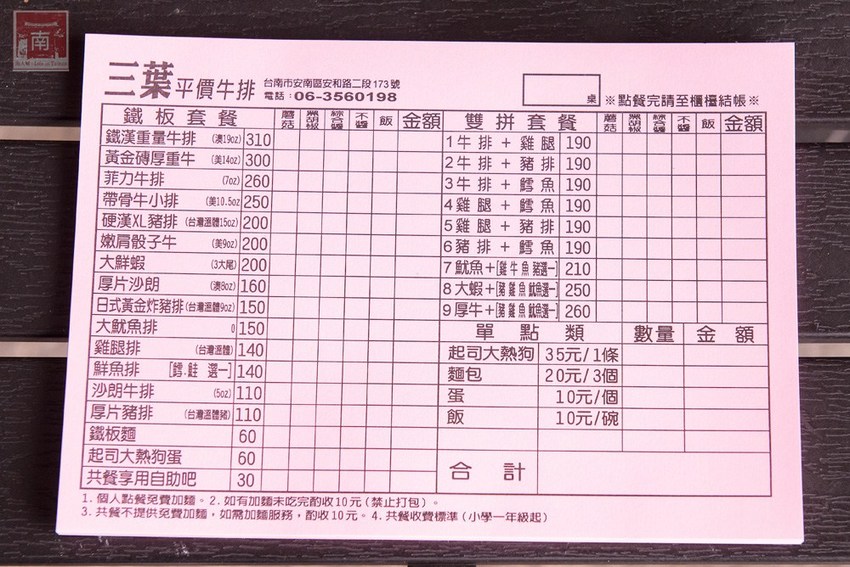 南
三葉平價牛排 台南市安南區安和路二段173號
電話:06-3560198
桌 ※點餐完請至櫃檯結帳※
鐵板套餐 蘑菇 黑胡椒 綜合醬 不醬 飯 金額 雙拼套餐 蘑菇 黑胡椒 綜合醬 不醬 飯 金額
鐵漢重量牛排 (澳19oz) 310 1牛排+雞腿 190
黃金磚厚重牛 (美14oz) 300 2牛排+豬排 190
菲力牛排 (7oz) 260 3牛排+鱈魚 190
帶骨牛小排 (美10.5oz) 250 4雞腿+鱈魚 190
硬漢XL豬排 (台灣溫體15oz) 200 5雞腿+豬排 190
嫩肩骰子牛 (美9oz) 200 6豬排+鱈魚 190
大鮮蝦 (3大尾) 200 7魷魚+[雞牛魚豬選一] 210
厚片沙朗 (澳8oz) 160 8大蝦+[豬雞魚魷魚選一] 250
日式黃金炸豬排 (台灣溫體9oz) 150 9厚牛+[豬雞魚魷魚選一] 260
大魷魚排 () 150 單點類 數量 金額
雞腿排 (台灣溫體) 140 起司大熱狗 35元/1條
鮮魚排 [鱈.鮭 選一] 140 麵包 20元/3個
沙朗牛排 (5oz) 110 蛋 10元/個
厚片豬排 (台灣溫體豬) 110 飯 10元/碗
鐵板麵 60
起司大熱狗蛋 60 合計
共餐享用自助吧 30
1. 個人點餐免費加麵。2. 如有加麵未吃完酌收10元(禁止打包)。
3. 共餐不提供免費加麵,如需加麵服務,酌收10元。4. 共餐收費標準(小學一年級起)